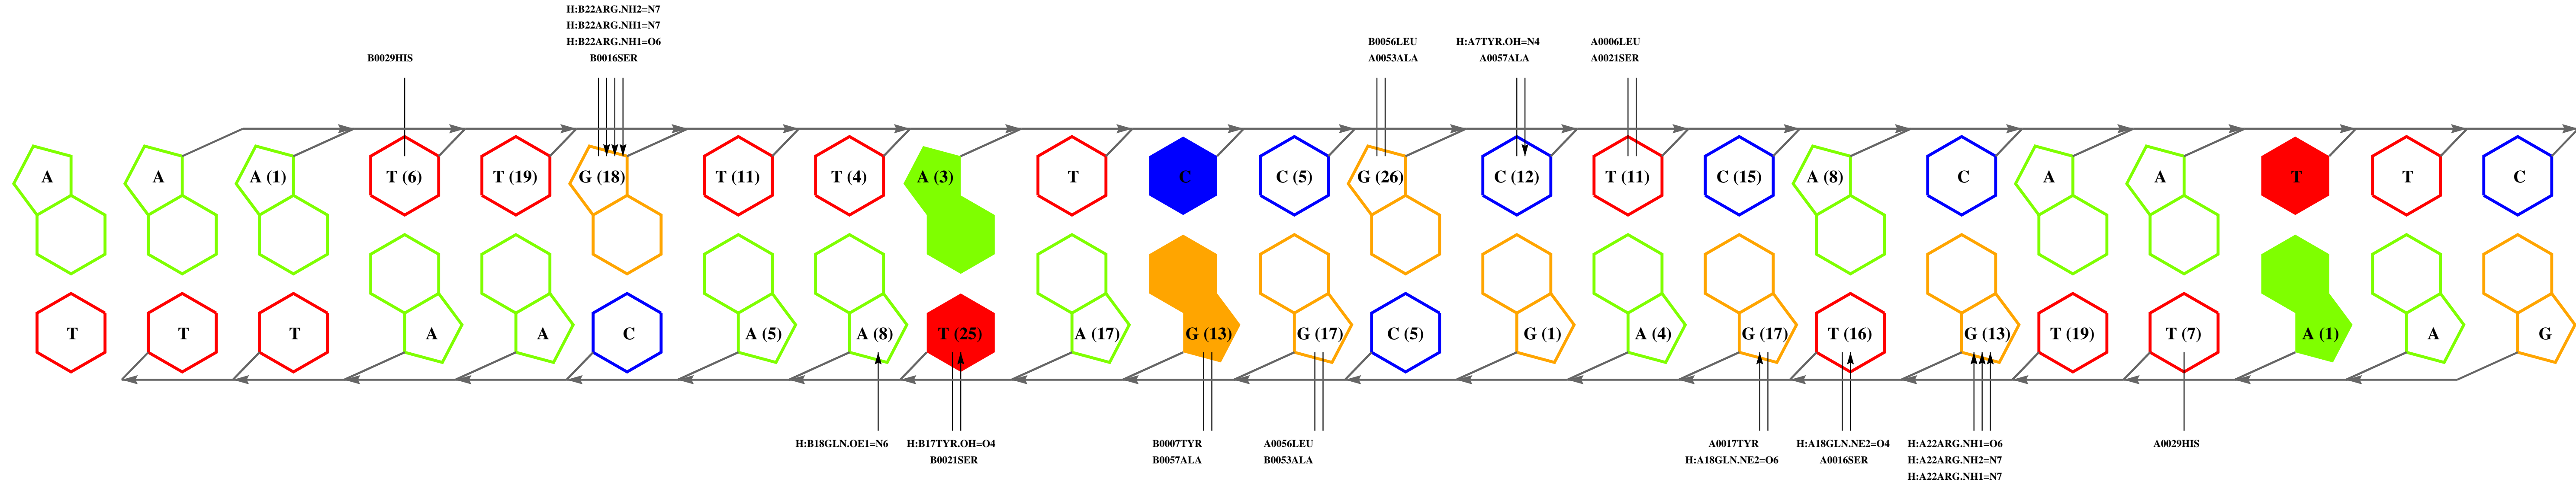 H:B22ARG.NH2=N7
H:B22ARG.NH1=N7
H:B22ARG.NH1=O6
B0016SER
B0029HIS
B0056LEU
A0053ALA
H:A7TYR.OH=N4
A0057ALA
A0006LEU
A0021SER
A A A (1) T (6) T (19) G (18) T (11) T (4) A (3) T C C (5) G (26) C (12) T (11) C (15) A (8) C A A T T C
T T T A A C A (5) A (8) T (25) A (17) G (13) G (17) C (5) G (1) A (4) G (17) T (16) G (13) T (19) T (7) A (1) A G
H:B18GLN.OE1=N6
H:B17TYR.OH=O4
B0021SER
B0007TYR
B0057ALA
A0056LEU
B0053ALA
A0017TYR
H:A18GLN.NE2=O6
H:A18GLN.NE2=O4
A0016SER
H:A22ARG.NH1=O6
H:A22ARG.NH2=N7
H:A22ARG.NH1=N7
A0029HIS